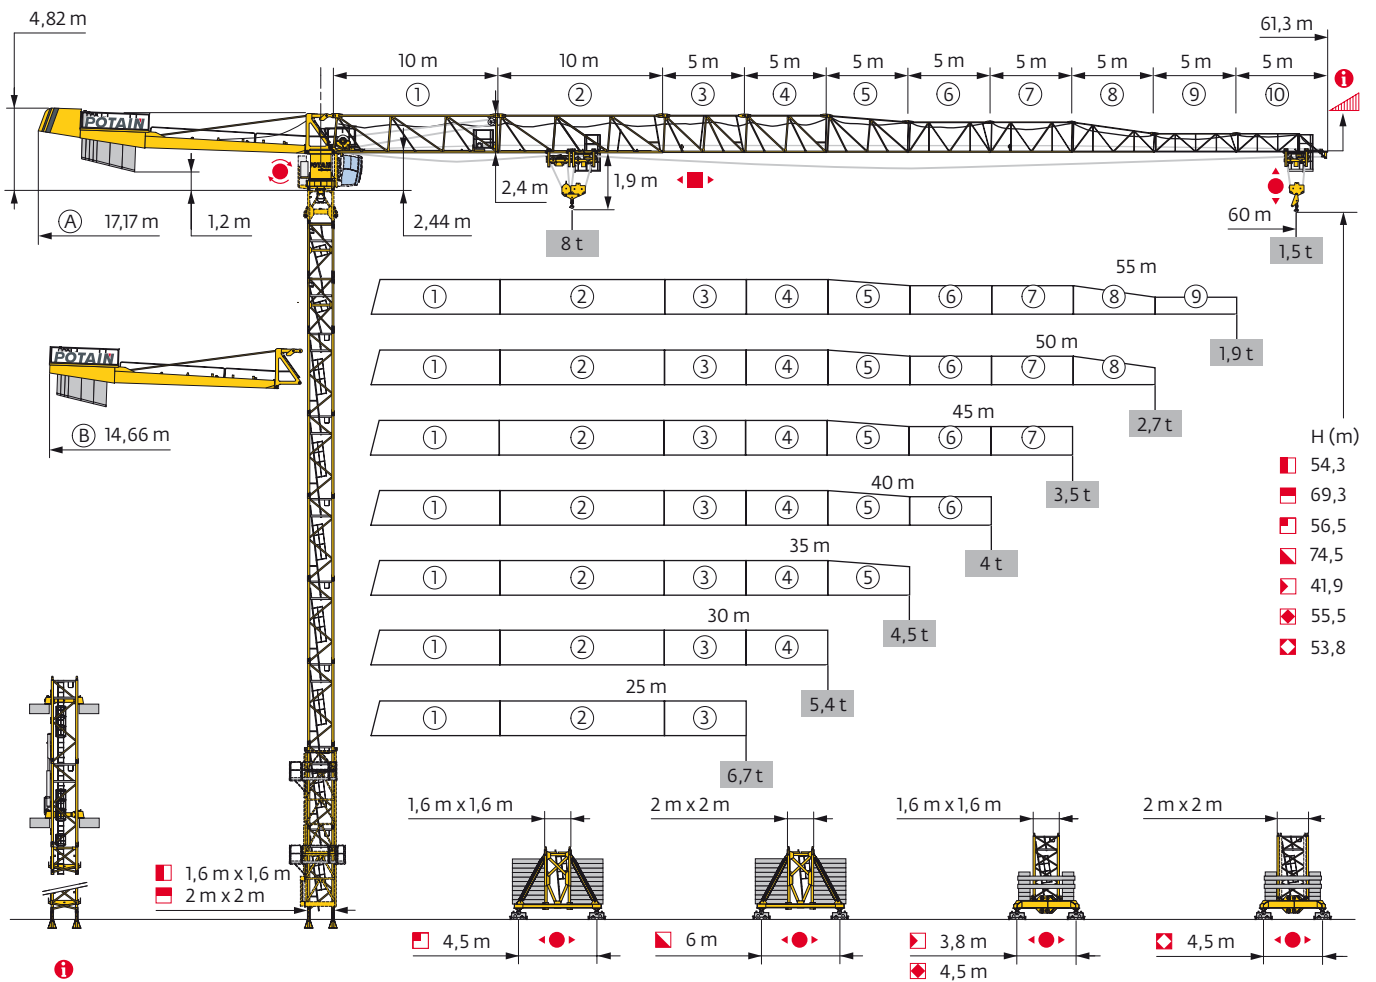 4,82 m
61,3 m
10 m 10 m 5 m 5 m 5 m 5 m 5 m 5 m 5 m 5 m
1 2 3 4 5 6 7 8 9 10
i
POTAIN
POTAIN
A 17,17 m
1,2 m
2,44 m
2,4 m
1,9 m
8 t
60 m
1,5 t
55 m
1 2 3 4 5 6 7 8 9
1,9 t
50 m
1 2 3 4 5 6 7 8
2,7 t
POTAIN
B 14,66 m
45 m
1 2 3 4 5 6 7
3,5 t
40 m
1 2 3 4 5 6
4 t
35 m
1 2 3 4 5
4,5 t
30 m
1 2 3 4
5,4 t
25 m
1 2 3
6,7 t
H (m)
54,3
69,3
56,5
74,5
41,9
55,5
53,8
1,6 m x 1,6 m
2 m x 2 m
1,6 m x 1,6 m
2 m x 2 m
1,6 m x 1,6 m
2 m x 2 m
4,5 m
6 m
3,8 m
4,5 m
4,5 m
i